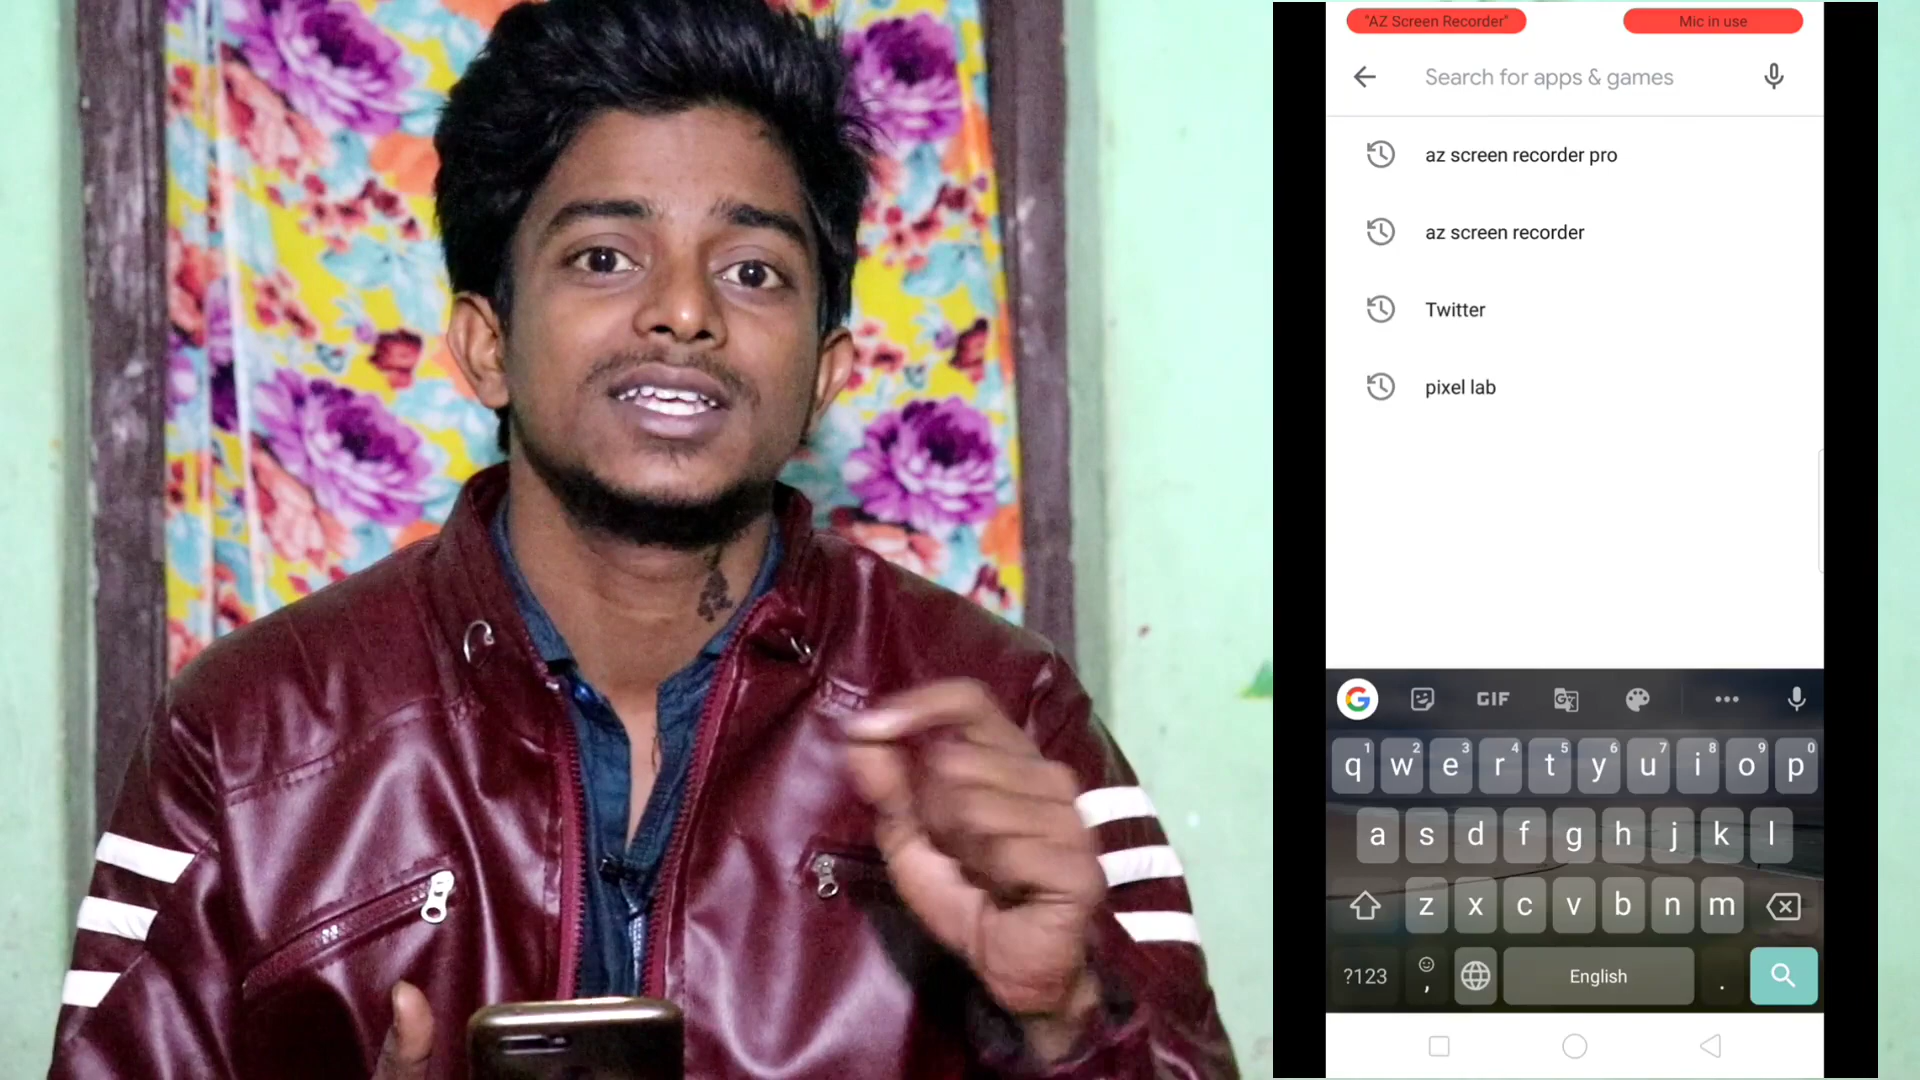 "AZ Screen Recorder" Mic in use
Search for apps & games
az screen recorder pro
az screen recorder
Twitter
pixel lab
G GIF G
1 2 3 4 5 6 7 8 9 0
q w e r t y u i o p
a s d f g h j k l
z x c v b n m
?123 , English .